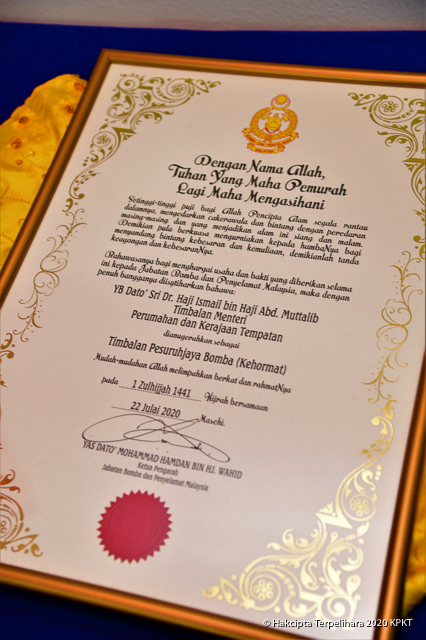 Dengan Nama Allah,
Tuhan Yang Maha Pemurah
Lagi Maha Mengasihani
Setinggi-tinggi puji bagi Allah Pencipta Alam segala rantau
dalamnya, mengedarkan cakerawala dan bintang dengan peredaran
masing-masing dan yang menjadikan alam ini siang dan malam.
Demikian pula berkuasa mengurniakan kepada hambaNya bagi
menyandang bintang kebesaran dan kemuliaan, demikianlah tanda
keagungan dan kebesaranNya.
Bahawasanya bagi menghargai usaha dan bakti yang diberikan selama
ini kepada Jabatan Bomba dan Penyelamat Malaysia, maka dengan
penuh bangganya diisytiharkan bahawa:
YB Dato' Sri Dr. Haji Ismail bin Haji Abd. Muttalib
Timbalan Menteri
Perumahan dan Kerajaan Tempatan
dianugerahkan sebagai
Timbalan Pesuruhjaya Bomba (Kehormat)
Mudah-mudahan Allah melimpahkan berkat dan rahmatNya
pada 1 Zulhijjah 1441 Hijrah bersamaan
22 Julai 2020 Masehi.
YAS DATO' MOHAMMAD HAMDAN BIN HJ. WAHID
Ketua Pengarah
Jabatan Bomba dan Penyelamat Malaysia
© Hakcipta Terpelihara 2020 KPKT